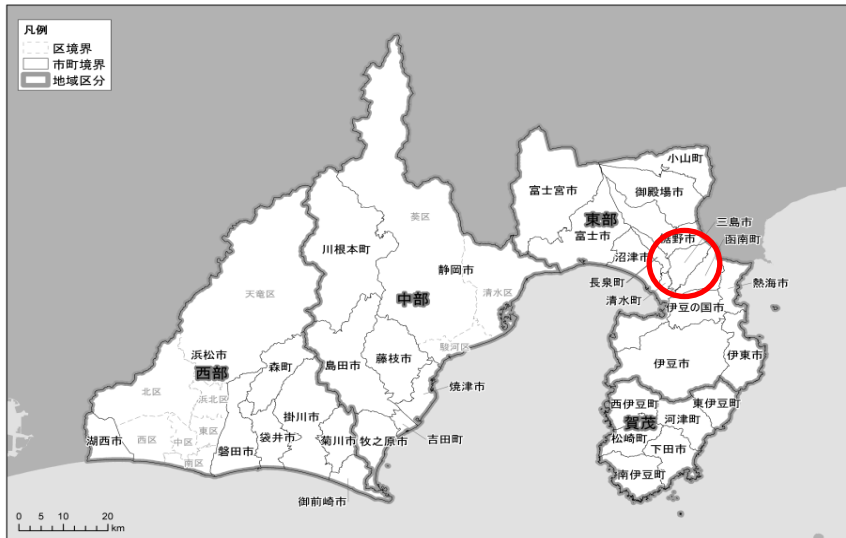 凡例
区境界
市町境界
地域区分
小山町
富士宮市
御殿場市
三島市
東部
葵区
裾野市
函南町
富士市
川根本町
沼津市
静岡市
長泉町
熱海市
天竜区
中部
清水区
清水町
伊豆の国市
駿河区
浜松市
森町
島田市
藤枝市
伊豆市
伊東市
西部
北区
浜北区
焼津市
掛川市
西伊豆町
東伊豆町
湖西市
西区
中区
東区
賀茂
河津町
南区
磐田市
袋井市
菊川市
牧之原市
吉田町
松崎町
下田市
南伊豆町
御前崎市
0 5 10 20
km